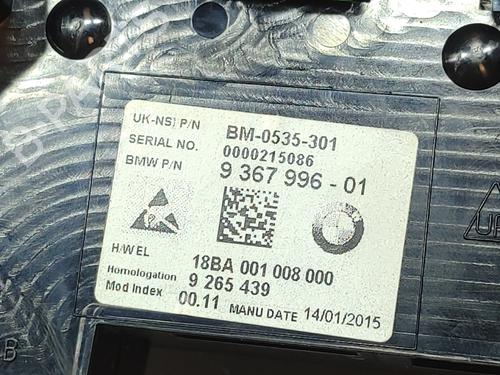 UK-NSI P/N BM-0535-301
SERIAL NO. 0000215086
BMW P/N 9 367 996 - 01
H/WEL 18BA 001 008 000
Homologation 9 265 439
Mod Index 00.11 MANU DATE 14/01/2015
B